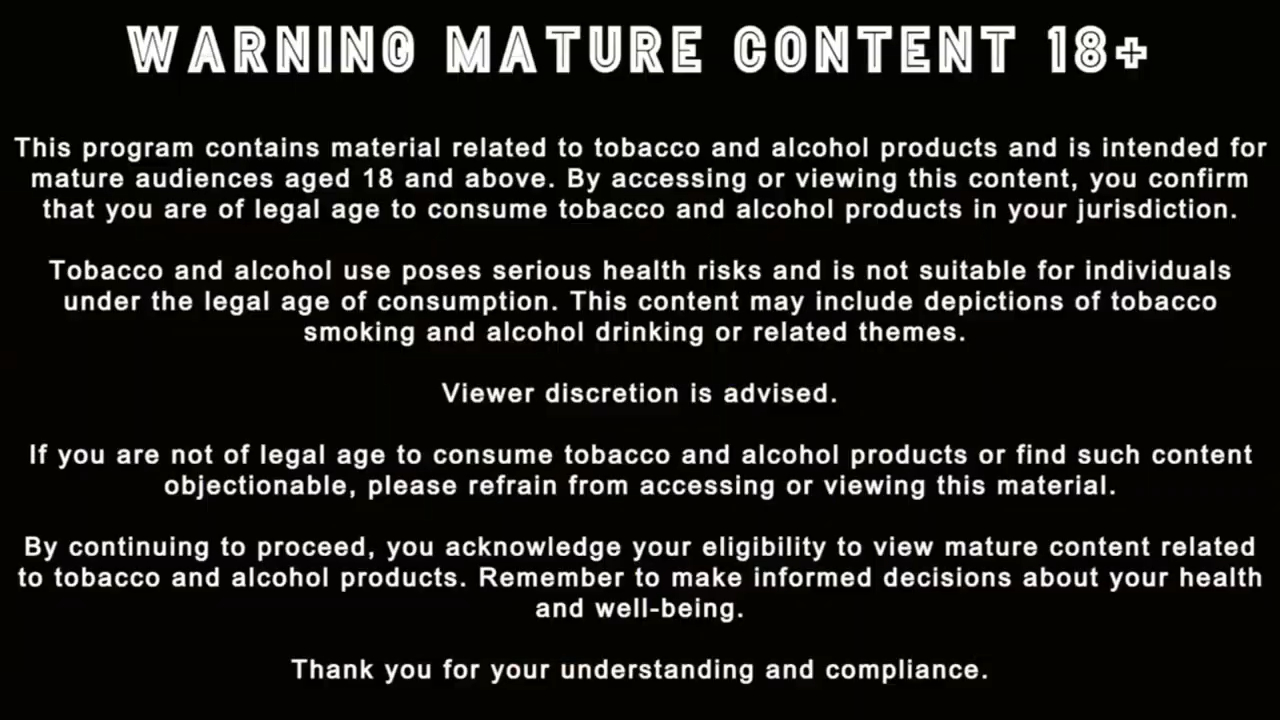 WARNING MATURE CONTENT 18+
This program contains material related to tobacco and alcohol products and is intended for
mature audiences aged 18 and above. By accessing or viewing this content, you confirm
that you are of legal age to consume tobacco and alcohol products in your jurisdiction.
Tobacco and alcohol use poses serious health risks and is not suitable for individuals
under the legal age of consumption. This content may include depictions of tobacco
smoking and alcohol drinking or related themes.
Viewer discretion is advised.
If you are not of legal age to consume tobacco and alcohol products or find such content
objectionable, please refrain from accessing or viewing this material.
By continuing to proceed, you acknowledge your eligibility to view mature content related
to tobacco and alcohol products. Remember to make informed decisions about your health
and well-being.
Thank you for your understanding and compliance.